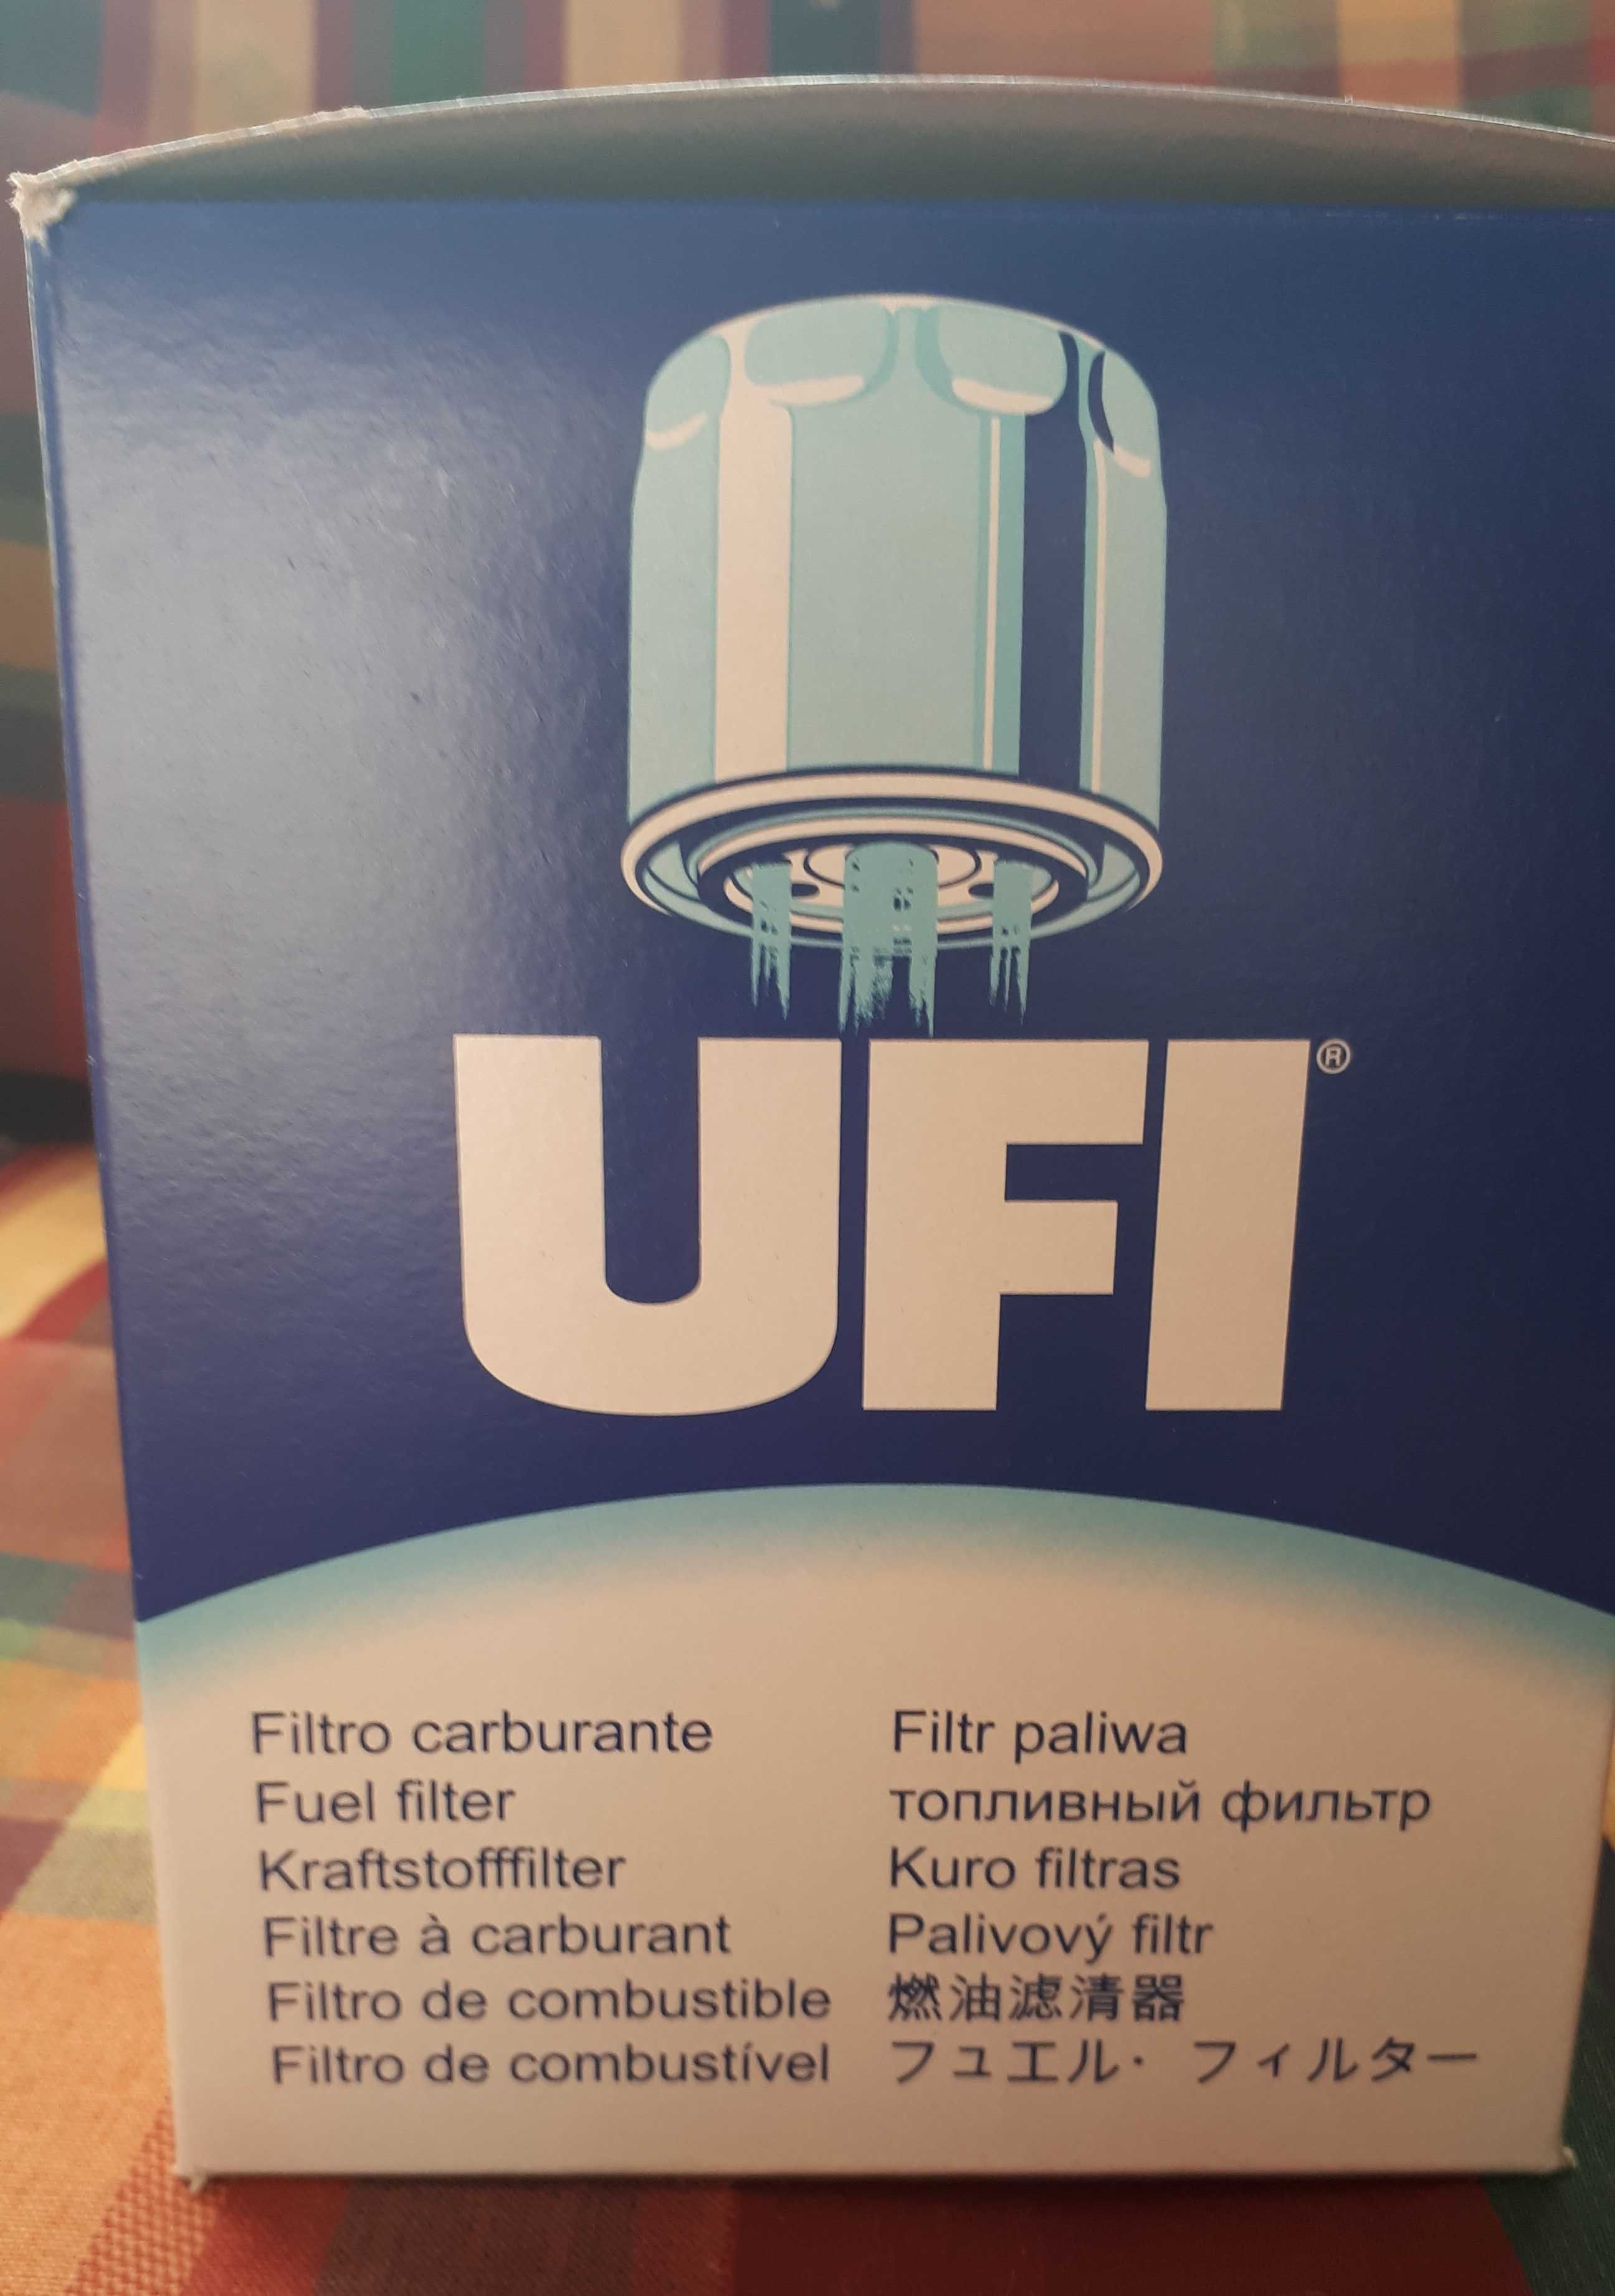 UFI®
Filtro carburante
Fuel filter
Kraftstofffilter
Filtre à carburant
Filtro de combustible
Filtro de combustível
Filtr paliwa
топливный фильтр
Kuro filtras
Palivový filtr
燃油滤清器
フュエル· フィルター